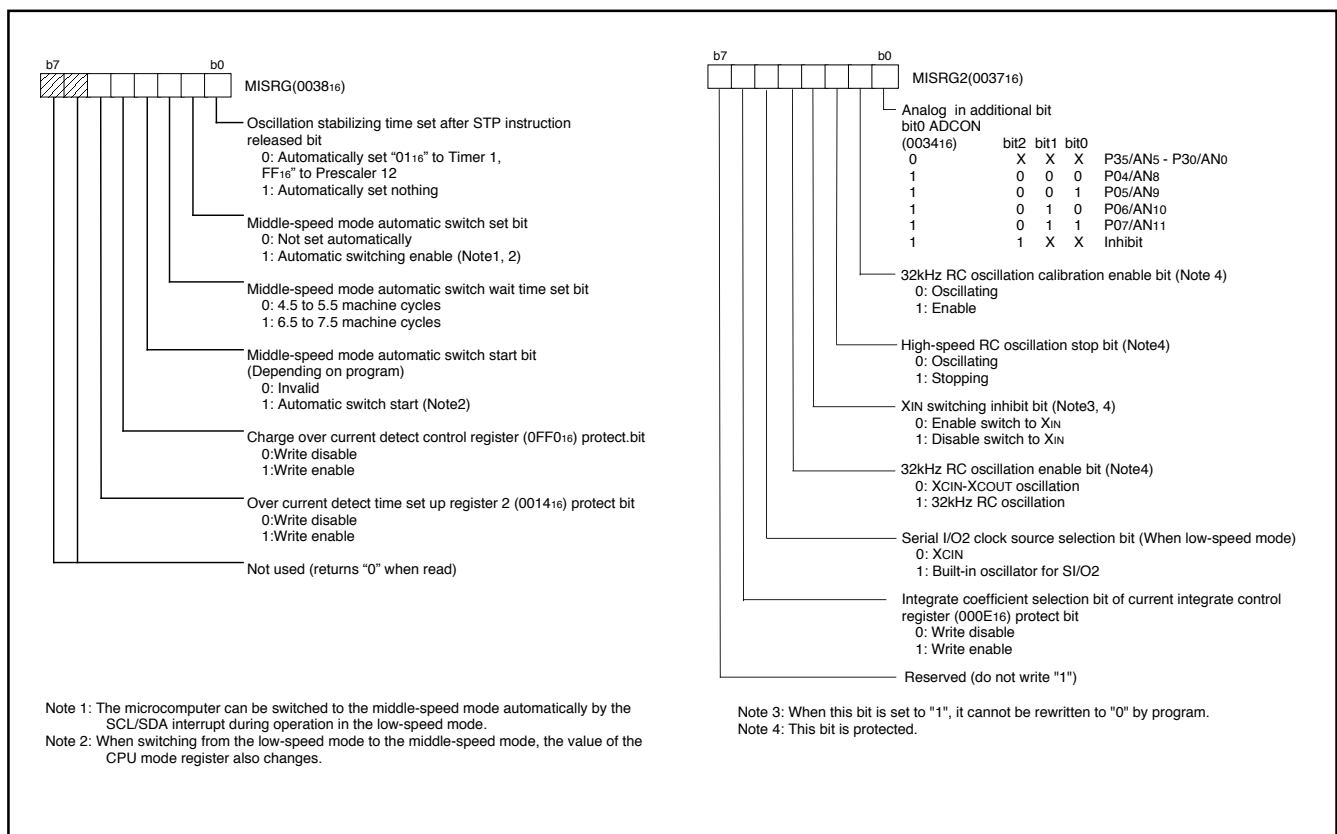 b7 b0
MISRG(003816)
Oscillation stabilizing time set after STP instruction
released bit
0: Automatically set “0116” to Timer 1,
FF16” to Prescaler 12
1: Automatically set nothing
Middle-speed mode automatic switch set bit
0: Not set automatically
1: Automatic switching enable (Note1, 2)
Middle-speed mode automatic switch wait time set bit
0: 4.5 to 5.5 machine cycles
1: 6.5 to 7.5 machine cycles
Middle-speed mode automatic switch start bit
(Depending on program)
0: Invalid
1: Automatic switch start (Note2)
Charge over current detect control register (0FF016) protect.bit
0:Write disable
1:Write enable
Over current detect time set up register 2 (001416) protect bit
0:Write disable
1:Write enable
Not used (returns “0” when read)
Note 1: The microcomputer can be switched to the middle-speed mode automatically by the
SCL/SDA interrupt during operation in the low-speed mode.
Note 2: When switching from the low-speed mode to the middle-speed mode, the value of the
CPU mode register also changes.
b7 b0
MISRG2(003716)
Analog in additional bit
bit0 ADCON
(003416) bit2 bit1 bit0
0 X X X P35/AN5 - P30/AN0
1 0 0 0 P04/AN8
1 0 0 1 P05/AN9
1 0 1 0 P06/AN10
1 0 1 1 P07/AN11
1 1 X X Inhibit
32kHz RC oscillation calibration enable bit (Note 4)
0: Oscillating
1: Enable
High-speed RC oscillation stop bit (Note4)
0: Oscillating
1: Stopping
XIN switching inhibit bit (Note3, 4)
0: Enable switch to XIN
1: Disable switch to XIN
32kHz RC oscillation enable bit (Note4)
0: XCIN-XCOUT oscillation
1: 32kHz RC oscillation
Serial I/O2 clock source selection bit (When low-speed mode)
0: XCIN
1: Built-in oscillator for SI/O2
Integrate coefficient selection bit of current integrate control
register (000E16) protect bit
0: Write disable
1: Write enable
Reserved (do not write "1")
Note 3: When this bit is set to "1", it cannot be rewritten to "0" by program.
Note 4: This bit is protected.